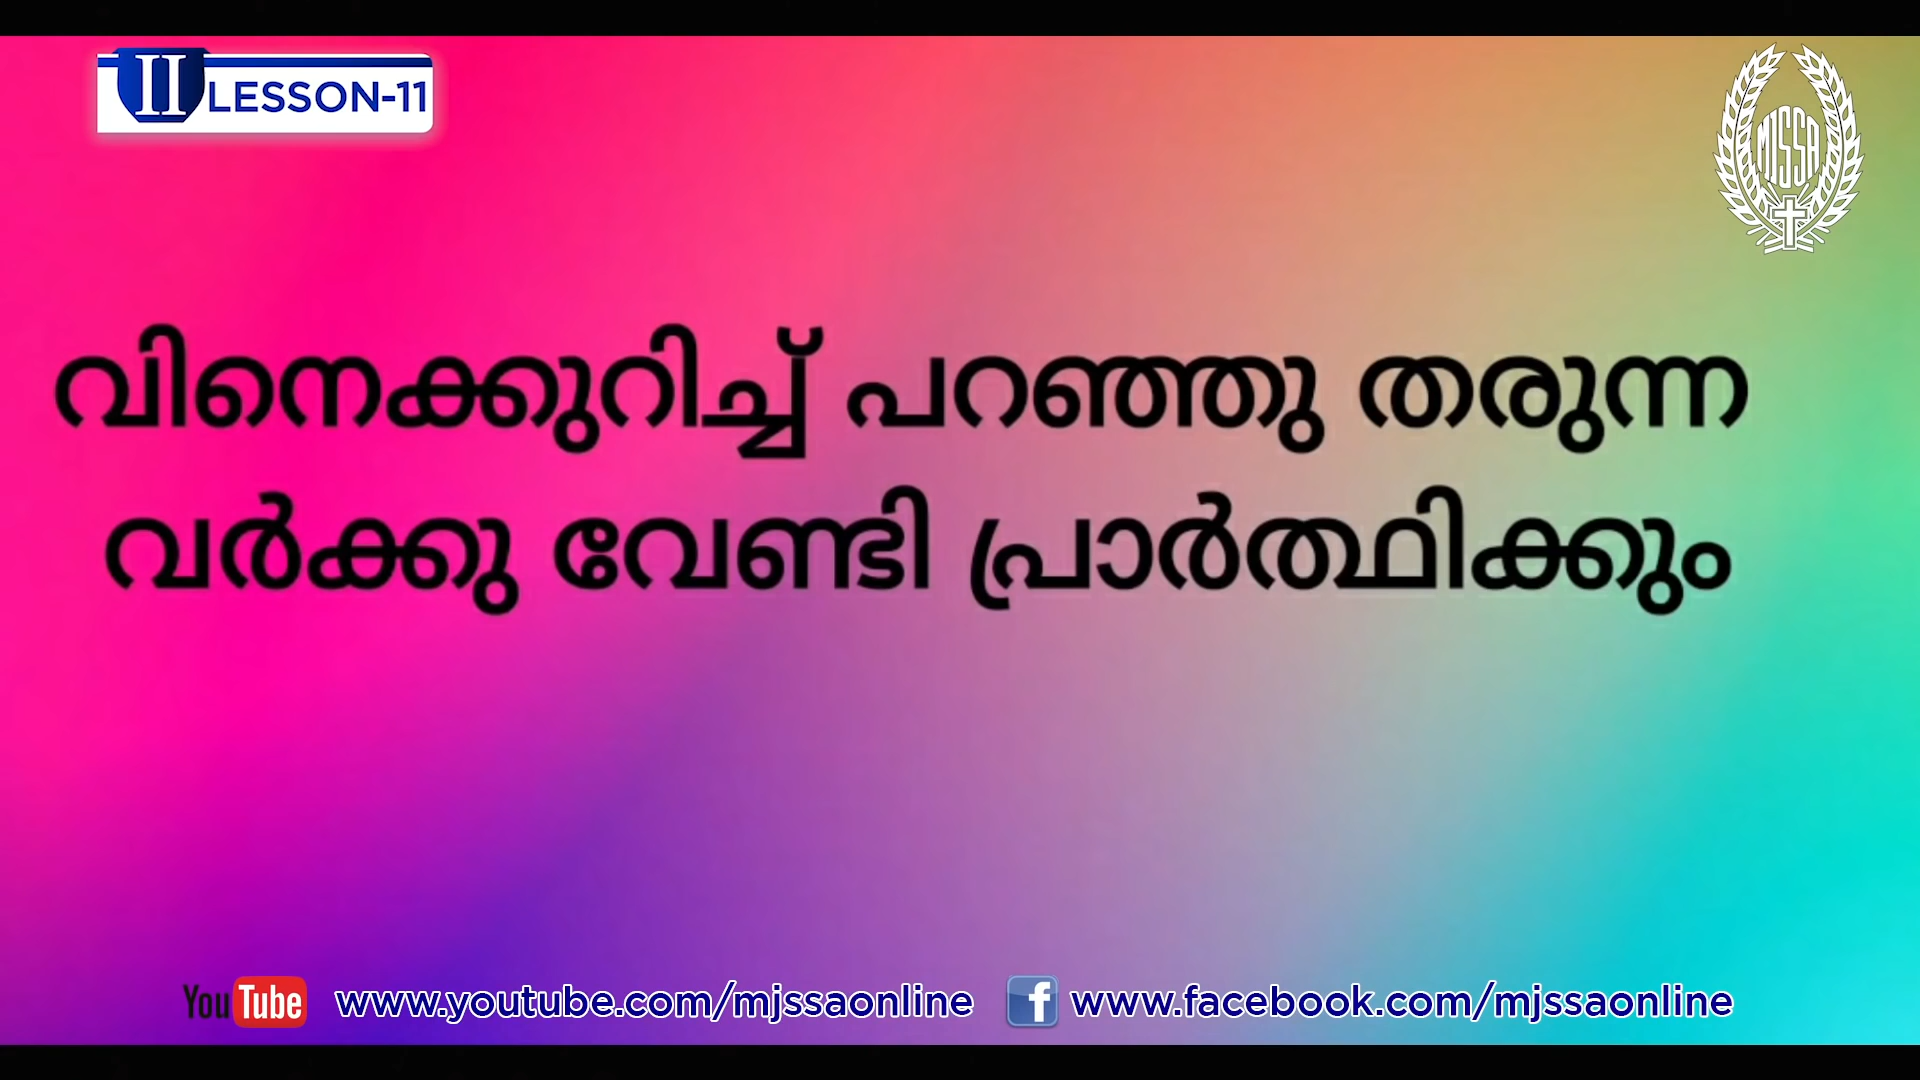 II LESSON-11
MJSSA
വിനെക്കുറിച്ച് പറഞ്ഞു തരുന്ന
വർക്കു വേണ്ടി പ്രാർത്ഥിക്കും
YouTube www.youtube.com/mjssaonline f www.facebook.com/mjssaonline